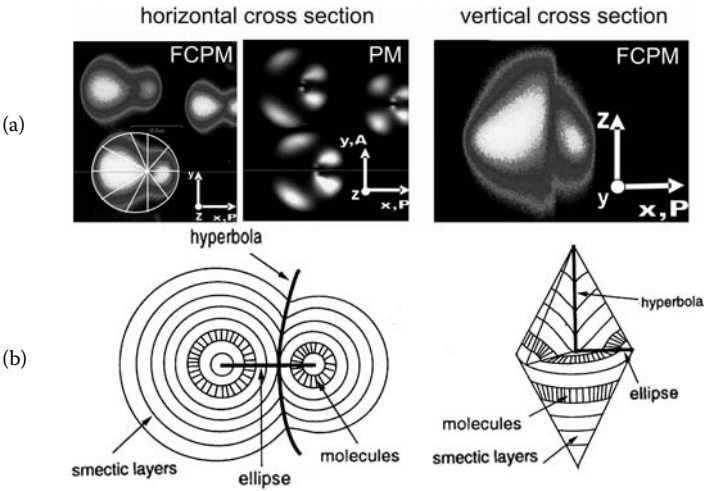 horizontal cross section
vertical cross section
(a)
FCPM
PM
FCPM
y
z
x,P
y,A
z
x,P
z
y
x,P
(b)
hyperbola
smectic layers
ellipse
molecules
hyperbola
ellipse
molecules
smectic layers